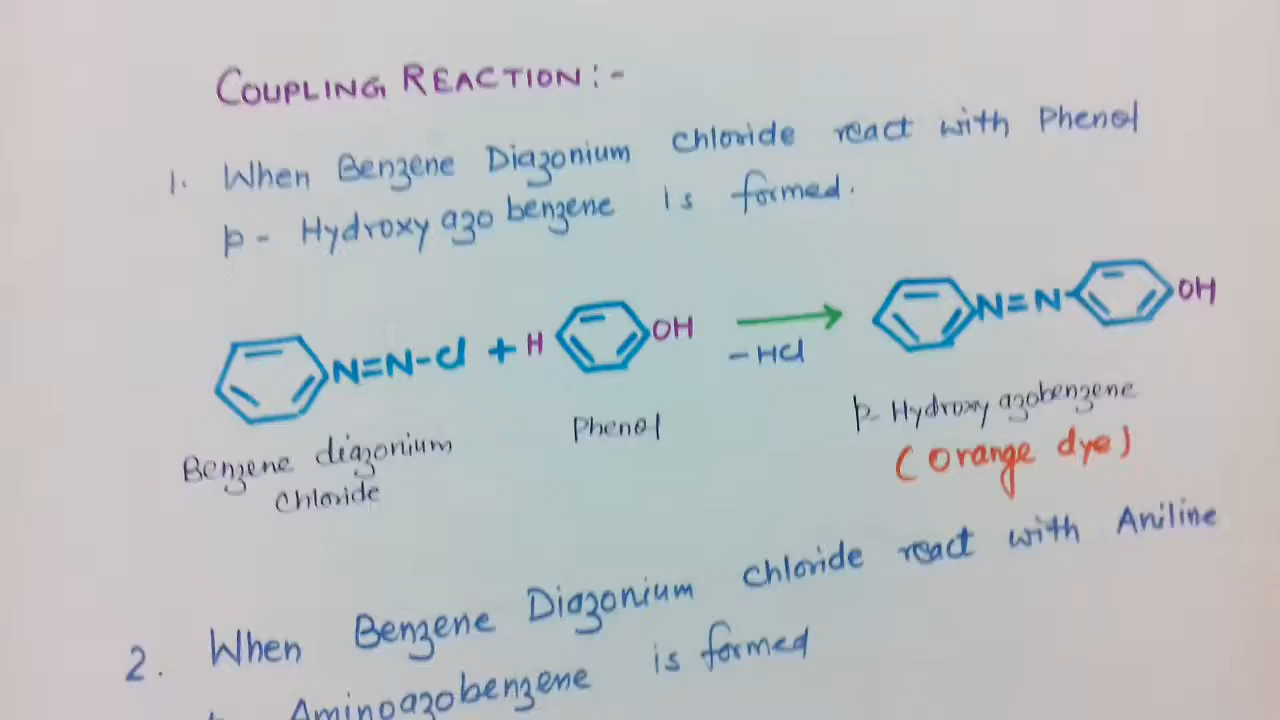 COUPLING REACTION:-
1. When Benzene Diazonium chloride react with Phenol
p- Hydroxy azo benzene is formed.
N=N-Cl + H OH -HCl N=N OH
Benzene diazonium
Chloride
Phenol
p- Hydroxy azobenzene
(orange dye)
2. When Benzene Diazonium chloride react with Aniline
p- Aminoazobenzene is formed